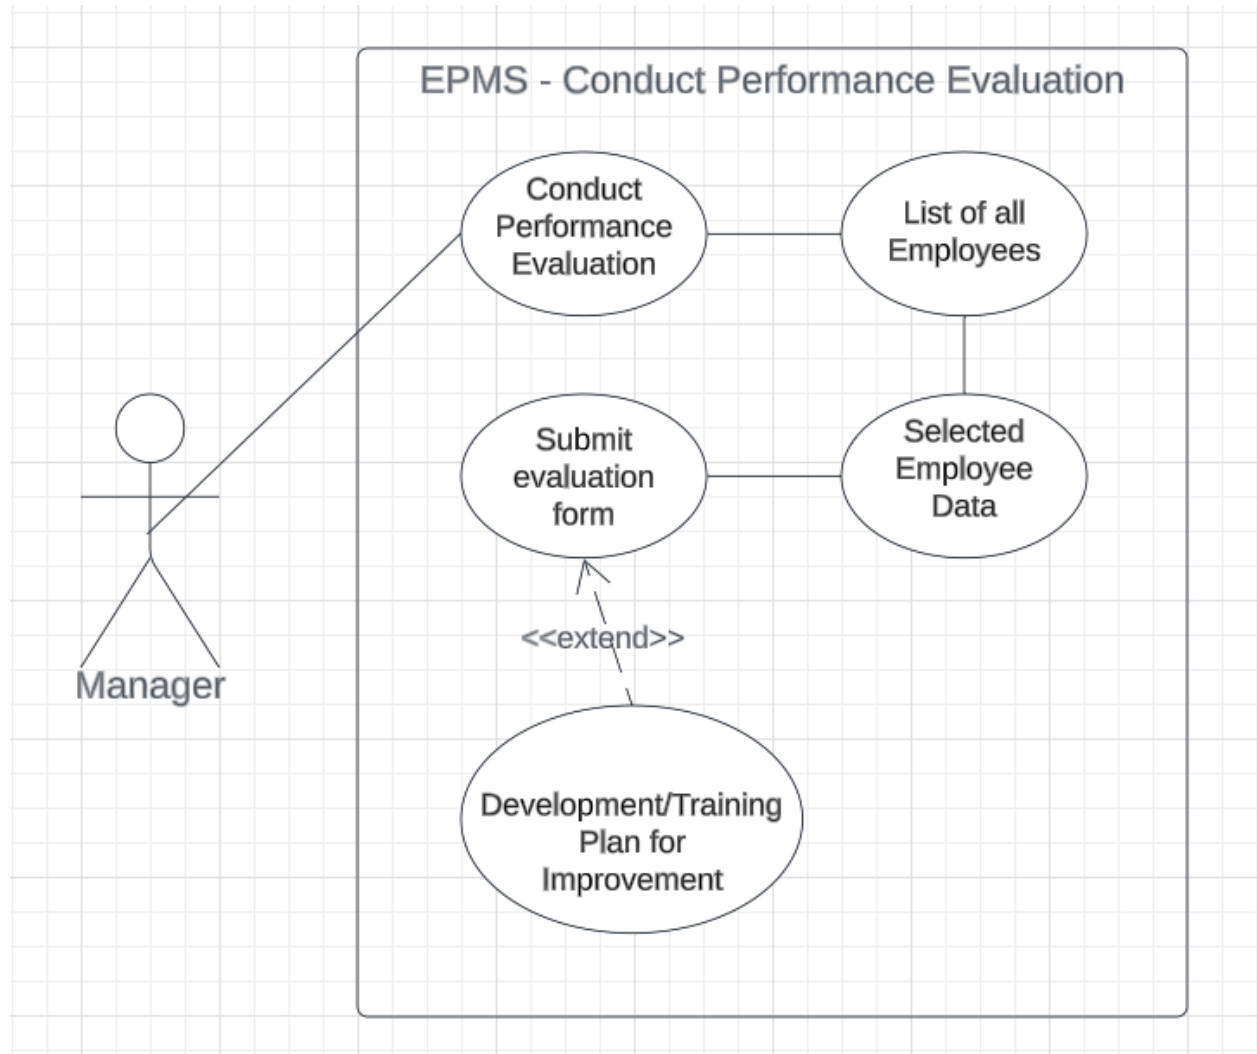 EPMS - Conduct Performance Evaluation
Conduct
Performance
Evaluation
List of all
Employees
Submit
evaluation
form
Selected
Employee
Data
<<extend>>
Manager
Development/Training
Plan for
Improvement